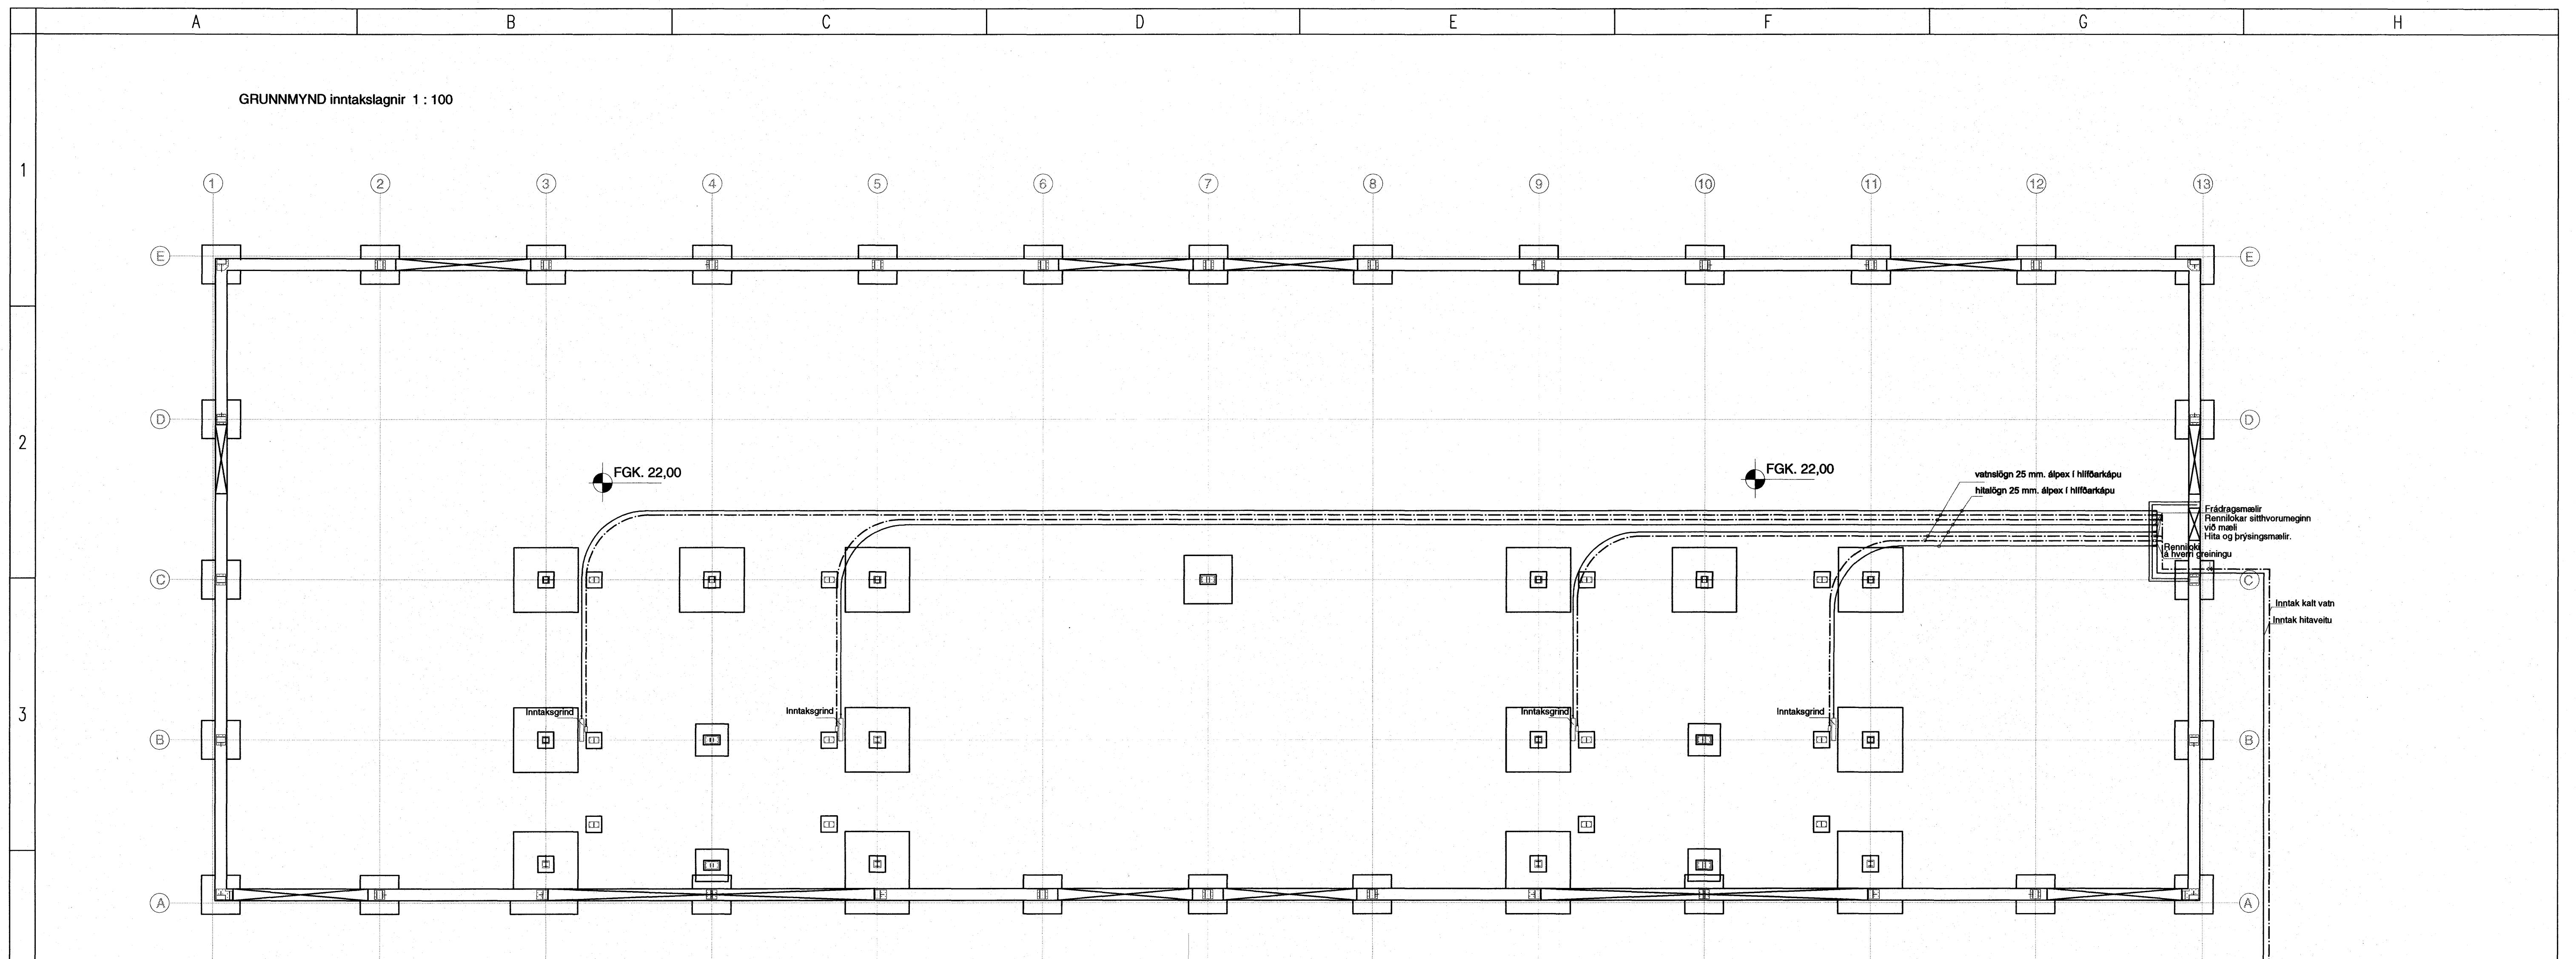 A B C D E F G H
GRUNNMYND inntakslagnir 1 : 100
1
1 2 3 4 5 6 7 8 9 10 11 12 13
E E
D D
2
FGK. 22,00 FGK. 22,00
vatnslögn 25 mm. álpex í hlífðarkápu
hitalögn 25 mm. álpex í hlífðarkápu
Frádragsmælir
Rennilokar sitthvorumeginn
við mæli
Hita og þrýsingsmælir.
Renniloki
á hverri greiningu
C C
Inntak kalt vatn
Inntak hitaveitu
3
Inntaksgrind Inntaksgrind Inntaksgrind Inntaksgrind
B B
A A